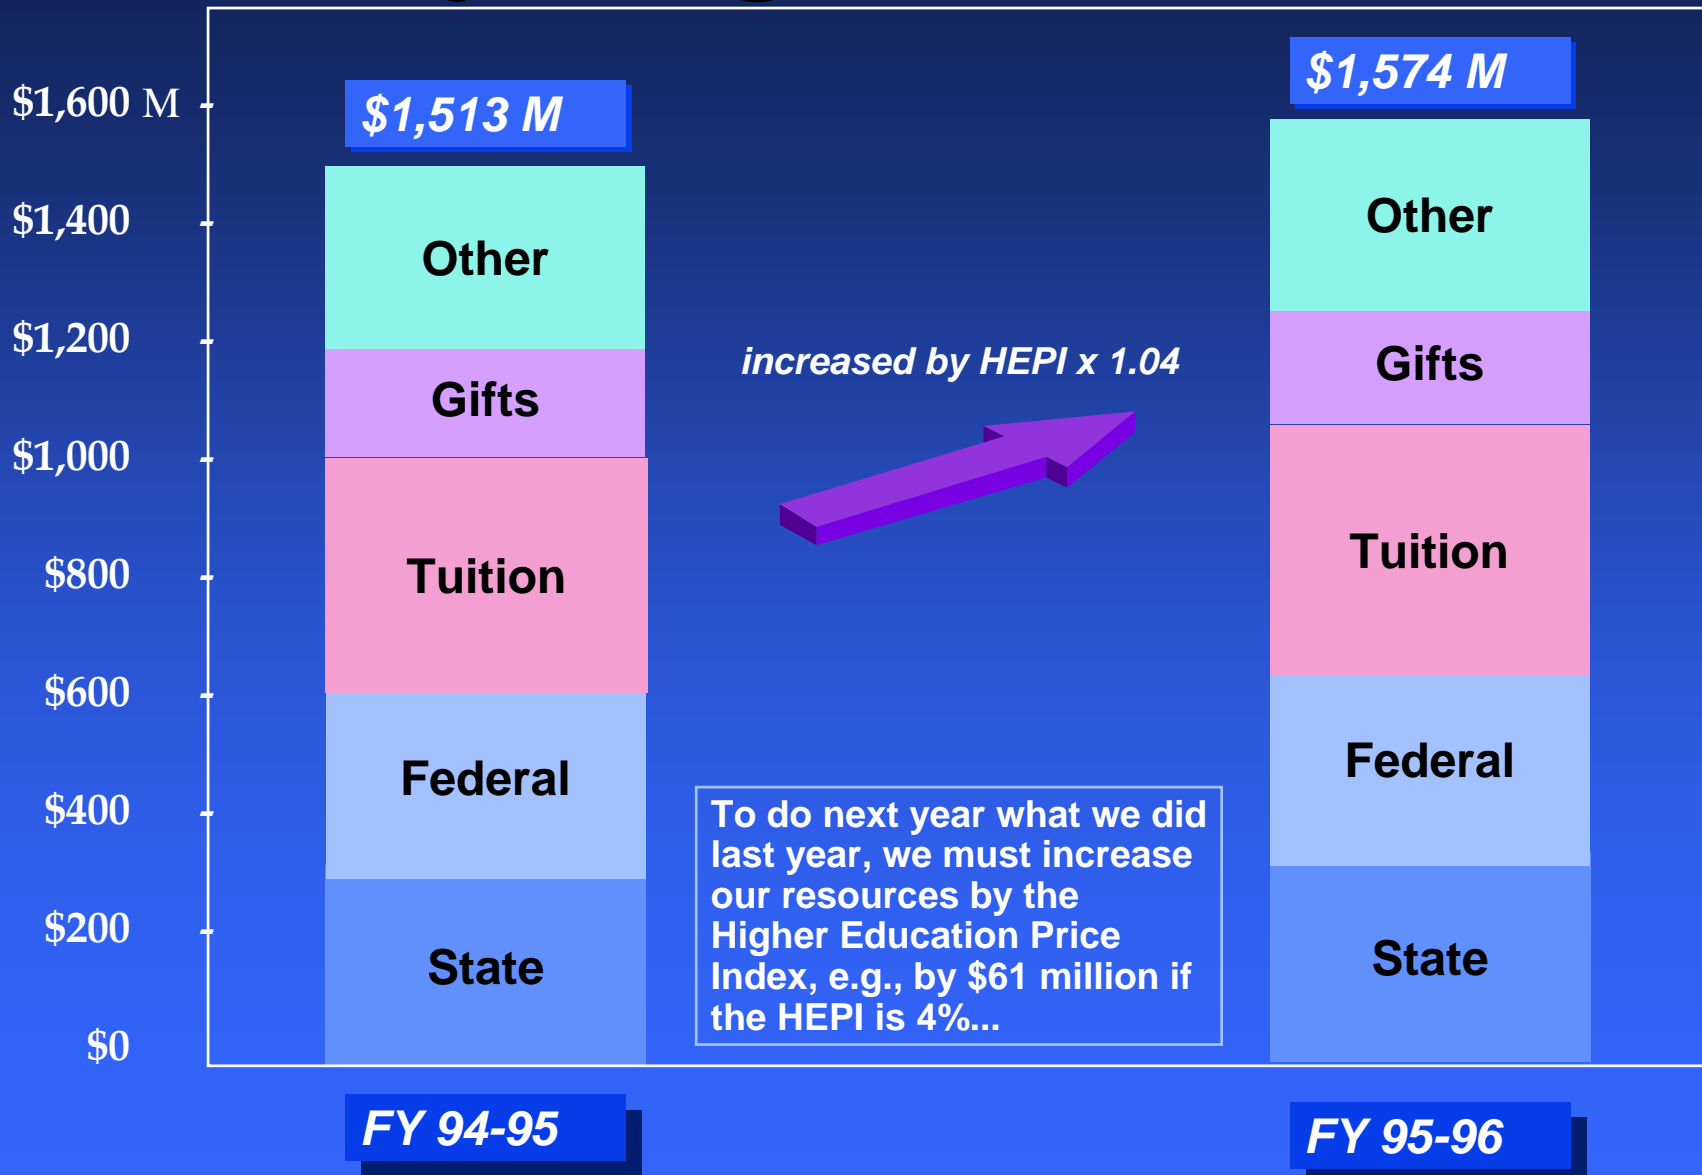 $1,513 M
$1,574 M
$1,600 M
$1,400
$1,200
$1,000
$800
$600
$400
$200
$0
Other
Gifts
Tuition
Federal
State
increased by HEPI x 1.04
To do next year what we did
last year, we must increase
our resources by the
Higher Education Price
Index, e.g., by $61 million if
the HEPI is 4%...
Other
Gifts
Tuition
Federal
State
FY 94-95
FY 95-96